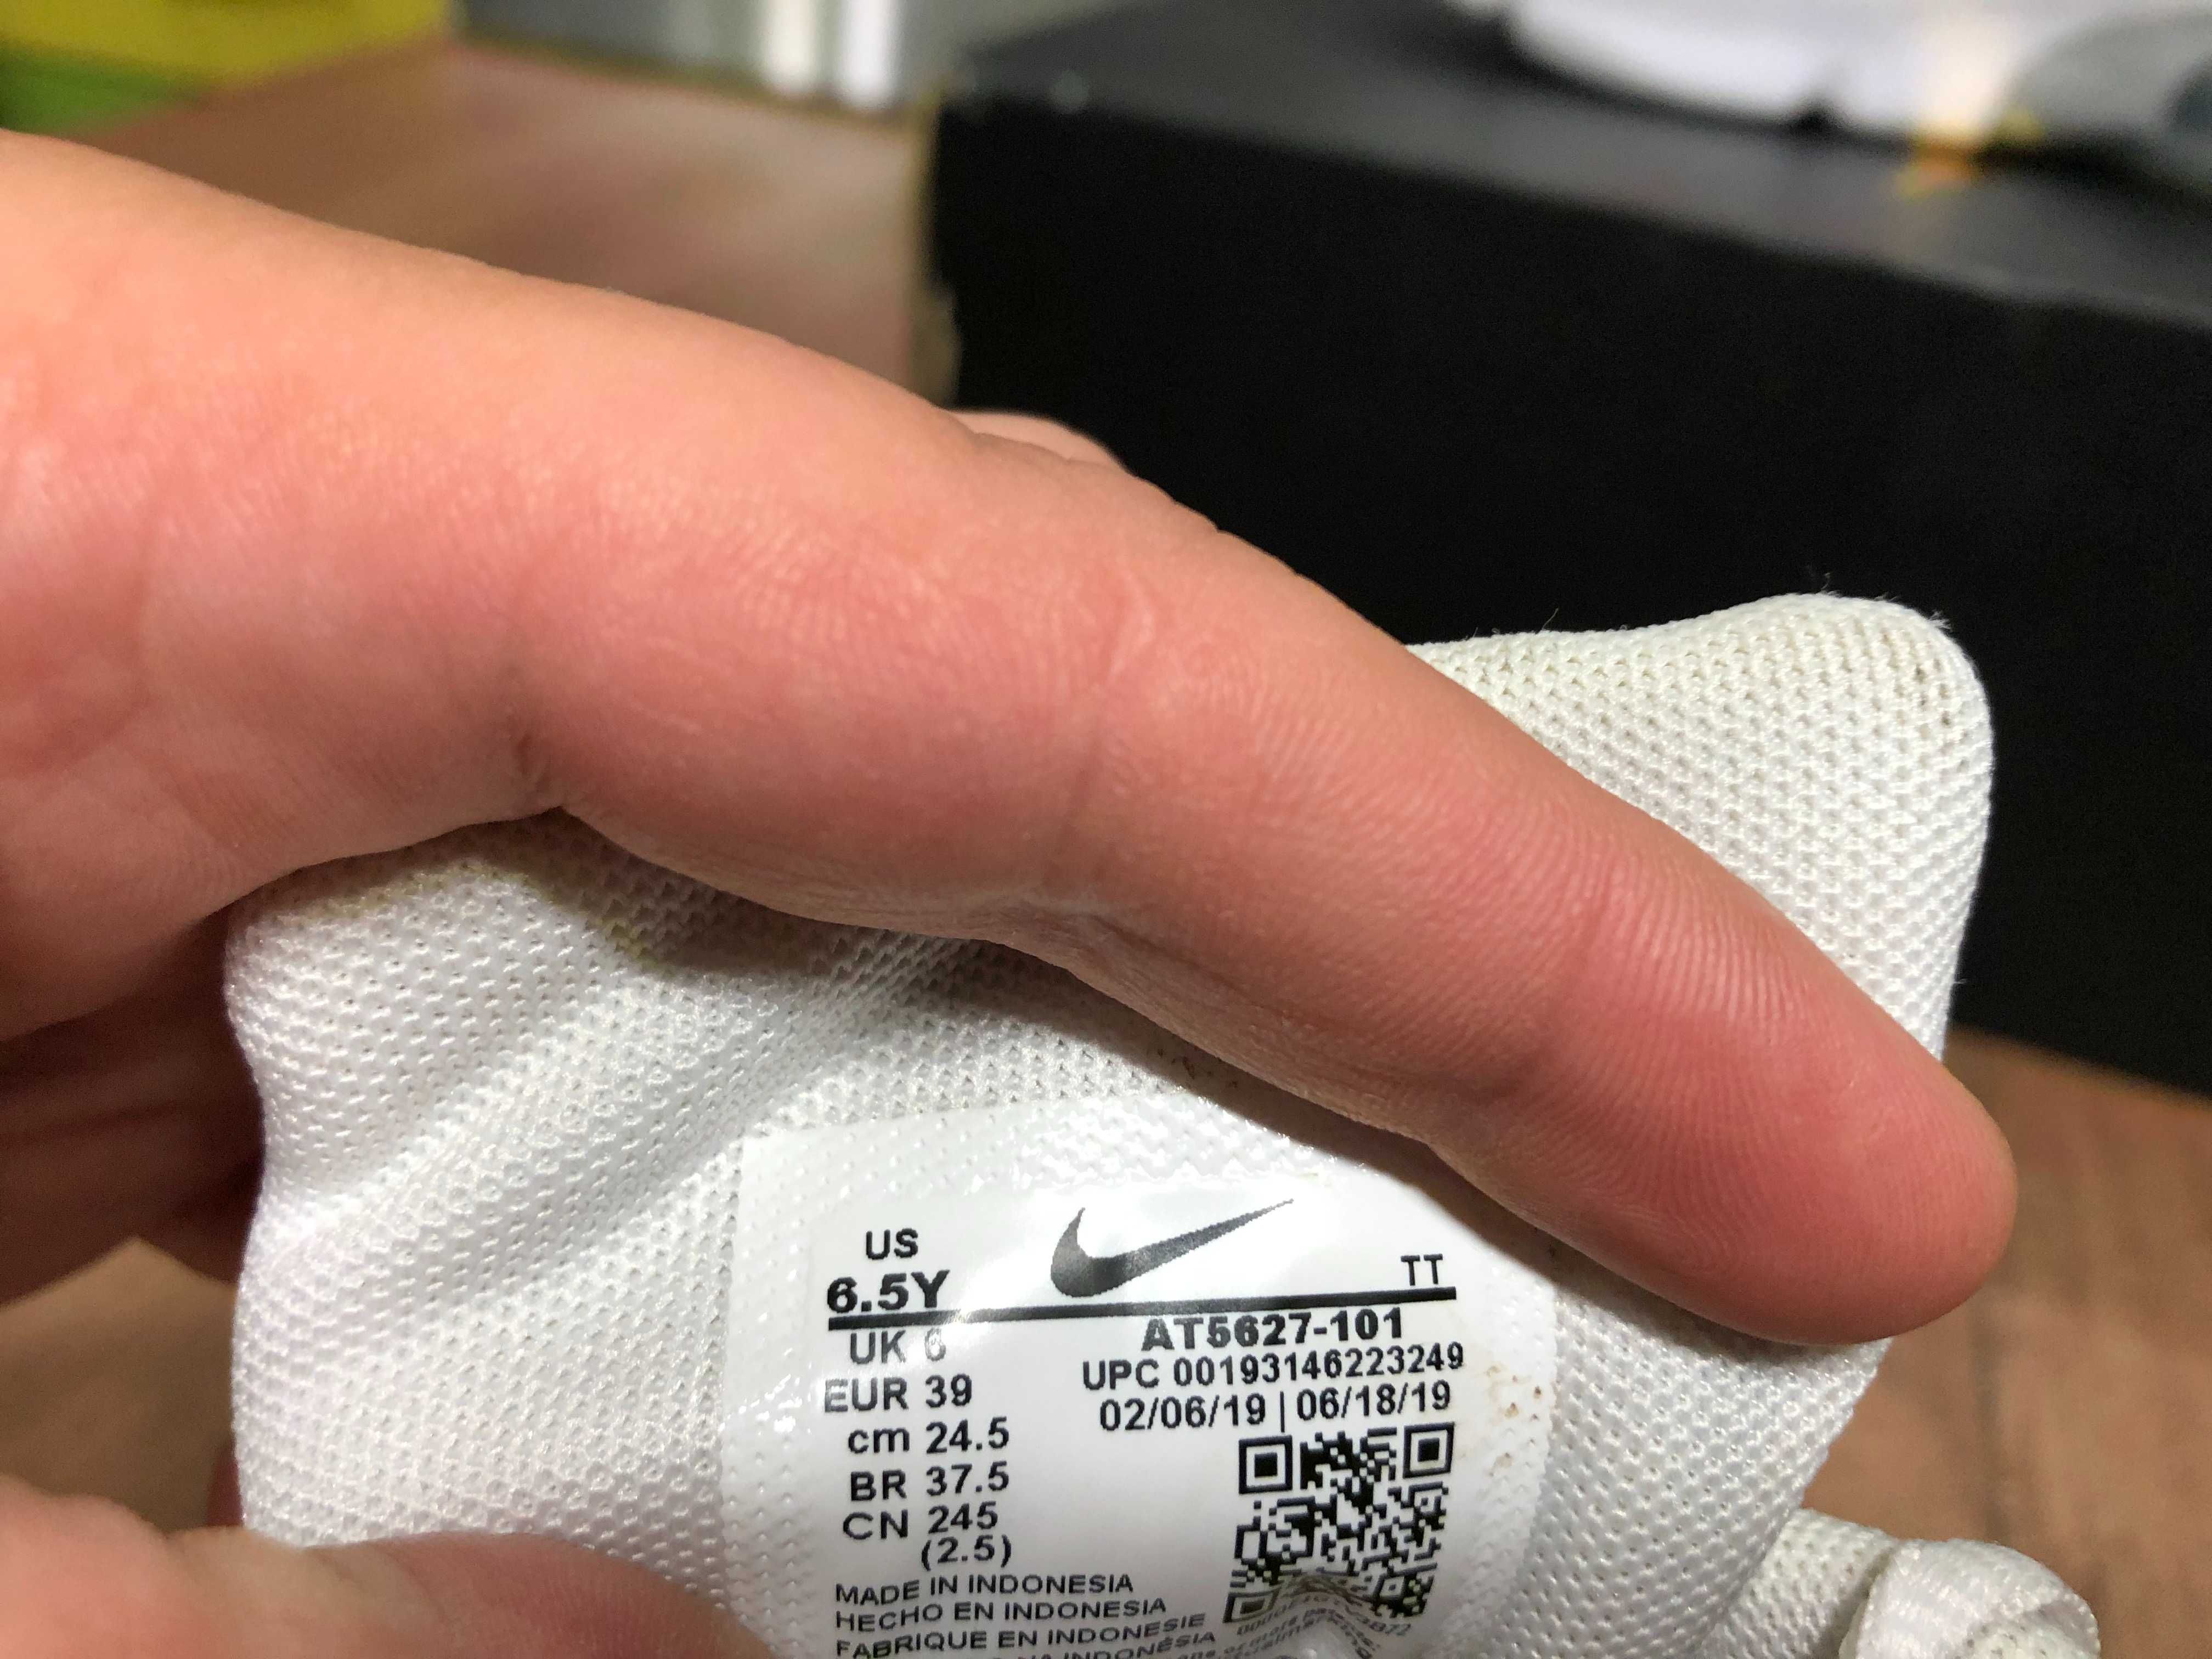 US
6.5Y
TT
UK 6
AT5627-101
EUR 39
UPC 00193146223249
cm 24.5
02/06/19 | 06/18/19
BR 37.5
CN 245
(2.5)
MADE IN INDONESIA
HECHO EN INDONESIA
FABRIQUE EN INDONESIE
INDONÉSIA